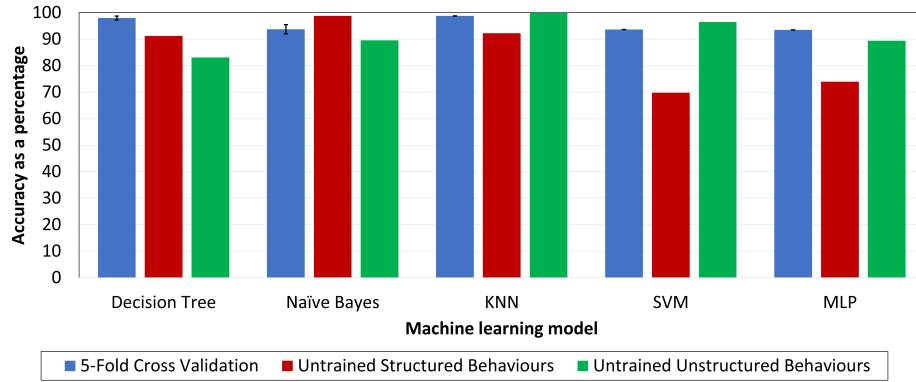 Accuracy as a percentage
100
90
80
70
60
50
40
30
20
10
0
Decision Tree Naïve Bayes KNN SVM MLP
Machine learning model
5-Fold Cross Validation Untrained Structured Behaviours Untrained Unstructured Behaviours